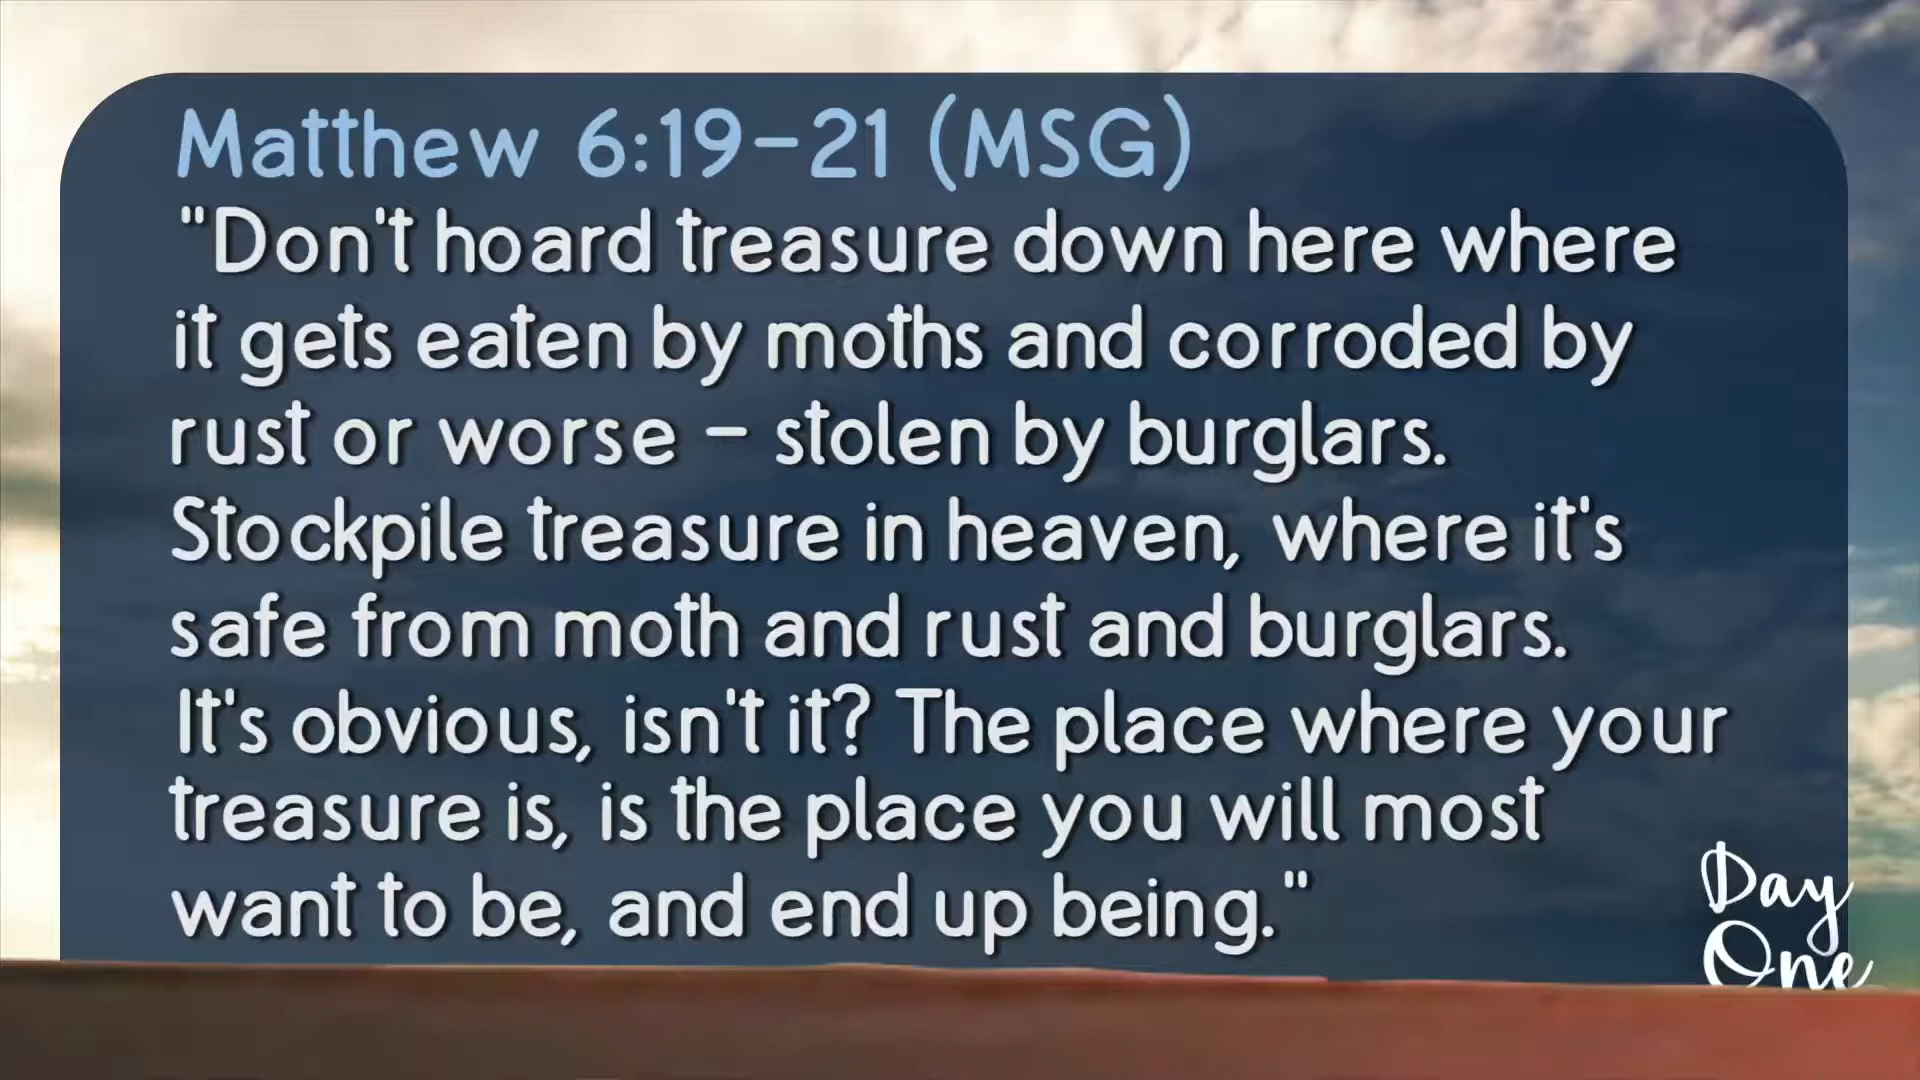 Matthew 6:19-21 (MSG)
"Don't hoard treasure down here where
it gets eaten by moths and corroded by
rust or worse - stolen by burglars.
Stockpile treasure in heaven, where it's
safe from moth and rust and burglars.
It's obvious, isn't it? The place where your
treasure is, is the place you will most
want to be, and end up being."
Day
One